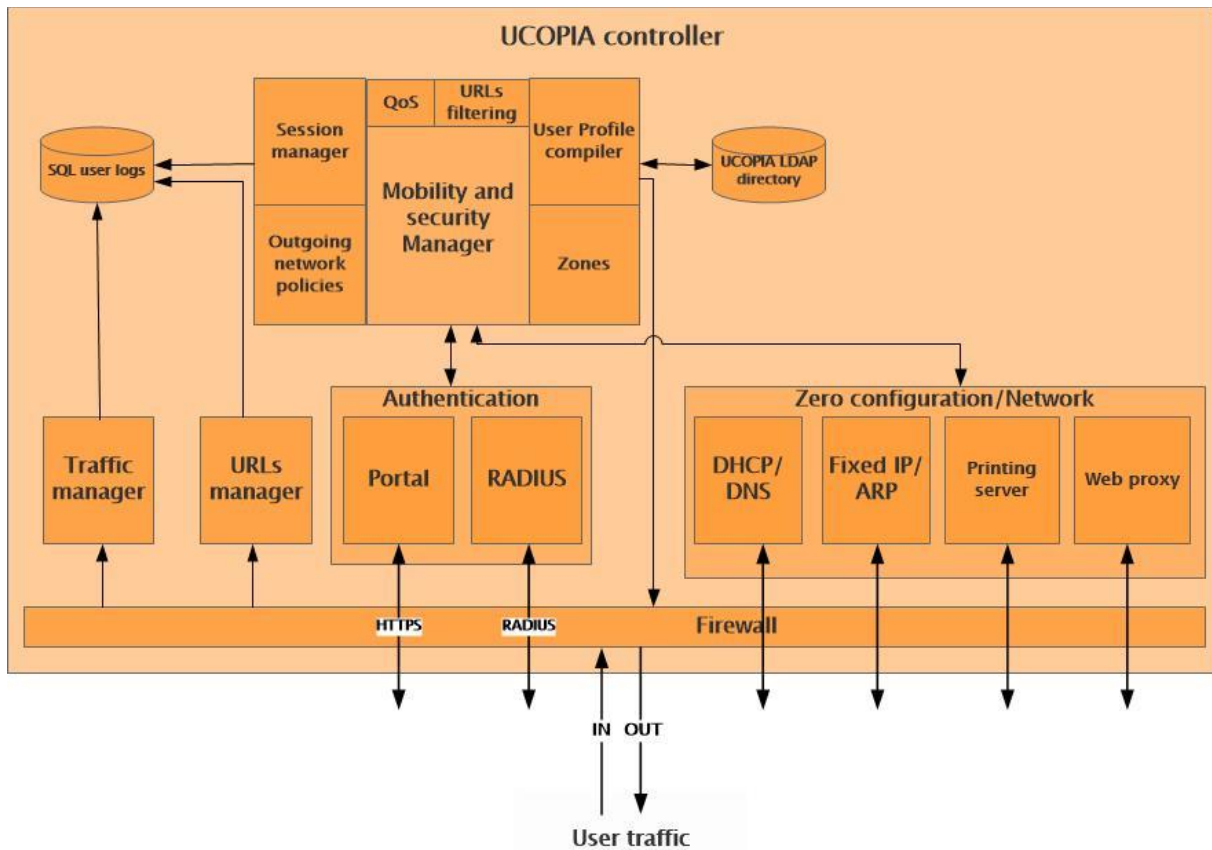 UCOPIA controller
QoS
URLs
filtering
Session
manager
User Profile
compiler
SQL user logs
UCOPIA LDAP
directory
Mobility and
security
Manager
Outgoing
network
policies
Zones
Authentication
Zero configuration/Network
Traffic
manager
URLs
manager
Portal
RADIUS
DHCP/
DNS
Fixed IP/
ARP
Printing
server
Web proxy
HTTPS
RADIUS
Firewall
IN
OUT
User traffic